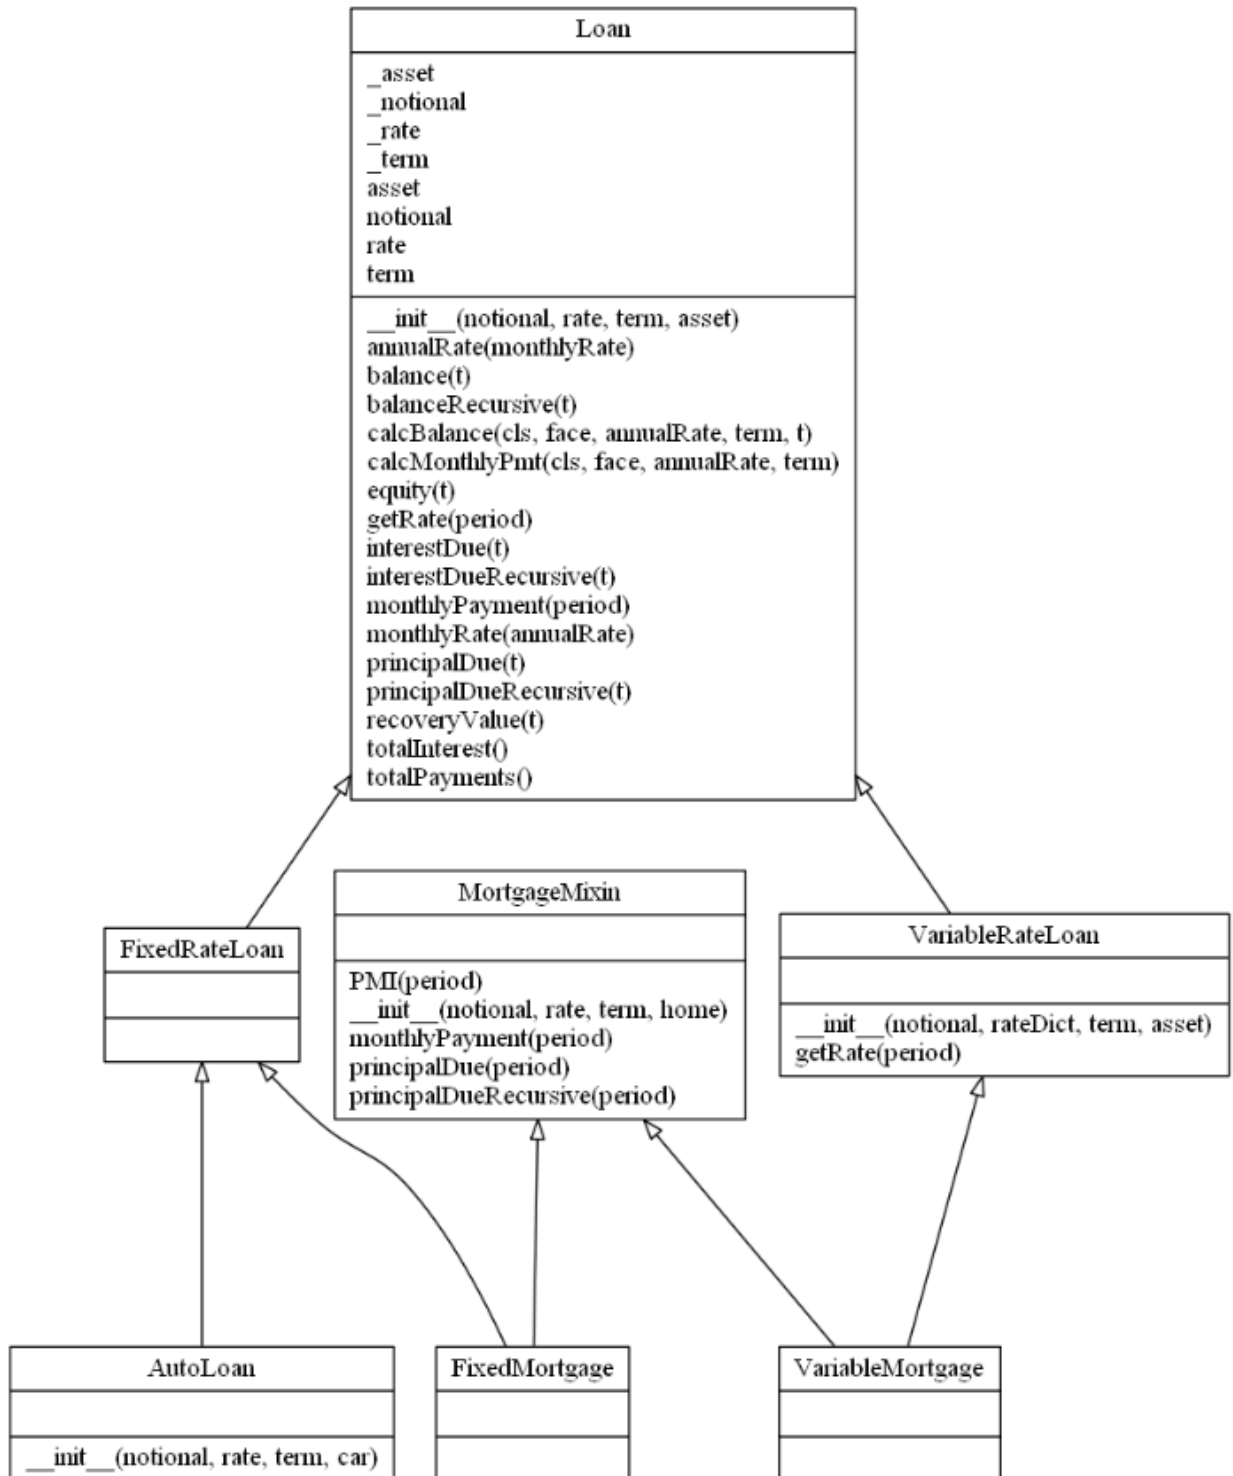 Loan
_asset
_notional
_rate
_term
asset
notional
rate
term
__init__(notional, rate, term, asset)
annualRate(monthlyRate)
balance(t)
balanceRecursive(t)
calcBalance(cls, face, annualRate, term, t)
calcMonthlyPmt(cls, face, annualRate, term)
equity(t)
getRate(period)
interestDue(t)
interestDueRecursive(t)
monthlyPayment(period)
monthlyRate(annualRate)
principalDue(t)
principalDueRecursive(t)
recoveryValue(t)
totalInterest()
totalPayments()
FixedRateLoan
MortgageMixin
PMI(period)
__init__(notional, rate, term, home)
monthlyPayment(period)
principalDue(period)
principalDueRecursive(period)
VariableRateLoan
__init__(notional, rateDict, term, asset)
getRate(period)
AutoLoan
__init__(notional, rate, term, car)
FixedMortgage
VariableMortgage